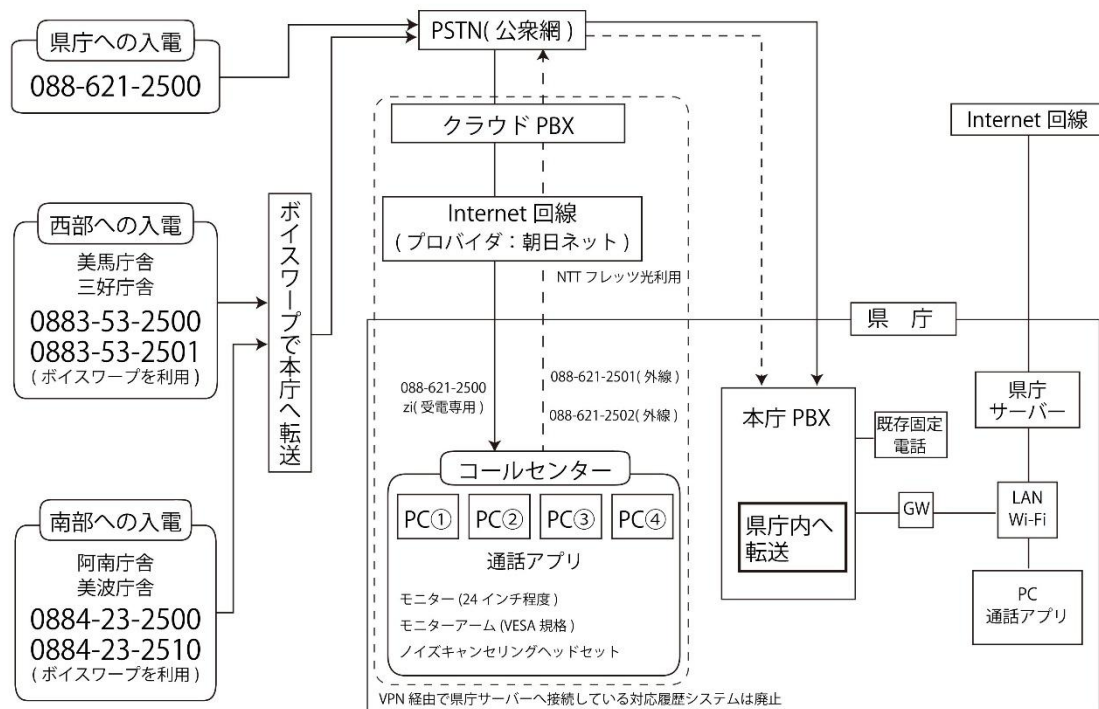 県庁への入電
088-621-2500
PSTN( 公衆網 )
クラウド PBX
Internet 回線
( プロバイダ：朝日ネット )
NTT フレッツ光利用
Internet 回線
西部への入電
美馬庁舎
三好庁舎
0883-53-2500
0883-53-2501
( ボイスワープを利用 )
ボイスワープで本庁へ転送
南部への入電
阿南庁舎
美波庁舎
0884-23-2500
0884-23-2510
( ボイスワープを利用 )
県 庁
088-621-2500
zi( 受電専用 )
088-621-2501( 外線 )
088-621-2502( 外線 )
コールセンター
PC①
PC②
PC③
PC④
通話アプリ
モニター (24 インチ程度 )
モニターアーム (VESA 規格 )
ノイズキャンセリングヘッドセット
VPN 経由で県庁サーバーへ接続している対応履歴システムは廃止
本庁 PBX
県庁内へ
転送
既存固定
電話
GW
県庁
サーバー
LAN
Wi-Fi
PC
通話アプリ